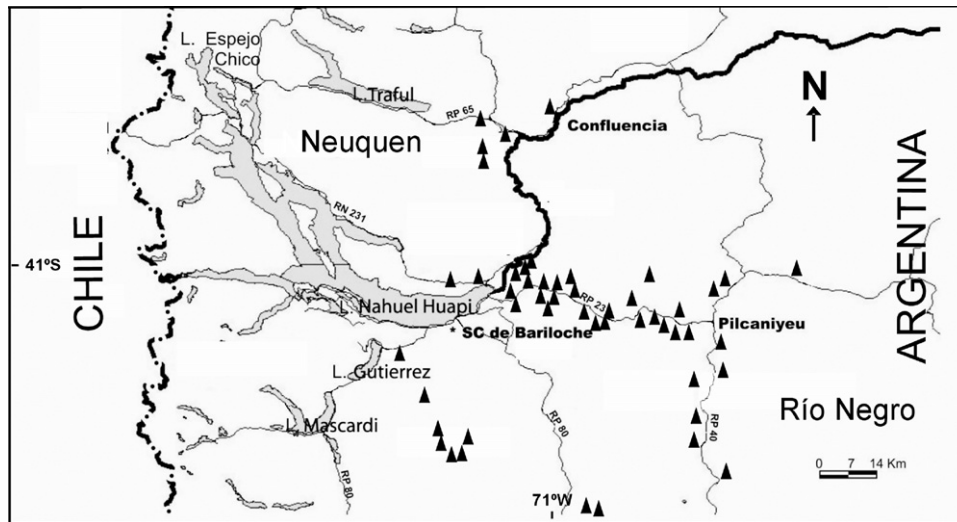 L. Espejo
Chico
L. Traful
RP 65
Confluencia
N
Neuquen
RN 231
CHILE
ARGENTINA
41ºS
L. Nahuel Huapi
RP 23
SC de Bariloche
Pilcaniyeu
L. Gutierrez
L. Mascardi
RP 80
RP 80
RP 40
Río Negro
0 7 14 Km
71ºW